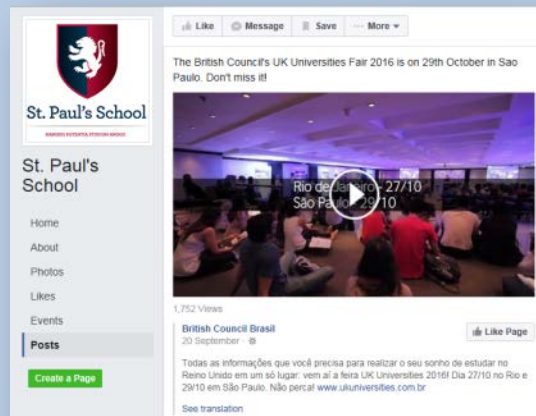 Like Message Save ··· More
The British Council's UK Universities Fair 2016 is on 29th October in Sao
Paulo. Don't miss it!
St. Paul's School
St. Paul's
School
Home
About
Photos
Likes
Events
Posts
Create a Page
Rio de Janeiro - 27/10
São Paulo - 29/10
1,752 Views
British Council Brasil
20 September ·
Like Page
Todas as informações que você precisa para realizar o seu sonho de estudar no
Reino Unido em um só lugar: vem aí a feira UK Universities 2016! Dia 27/10 no Rio e
29/10 em São Paulo. Não perca! www.ukuniversities.com.br
See translation